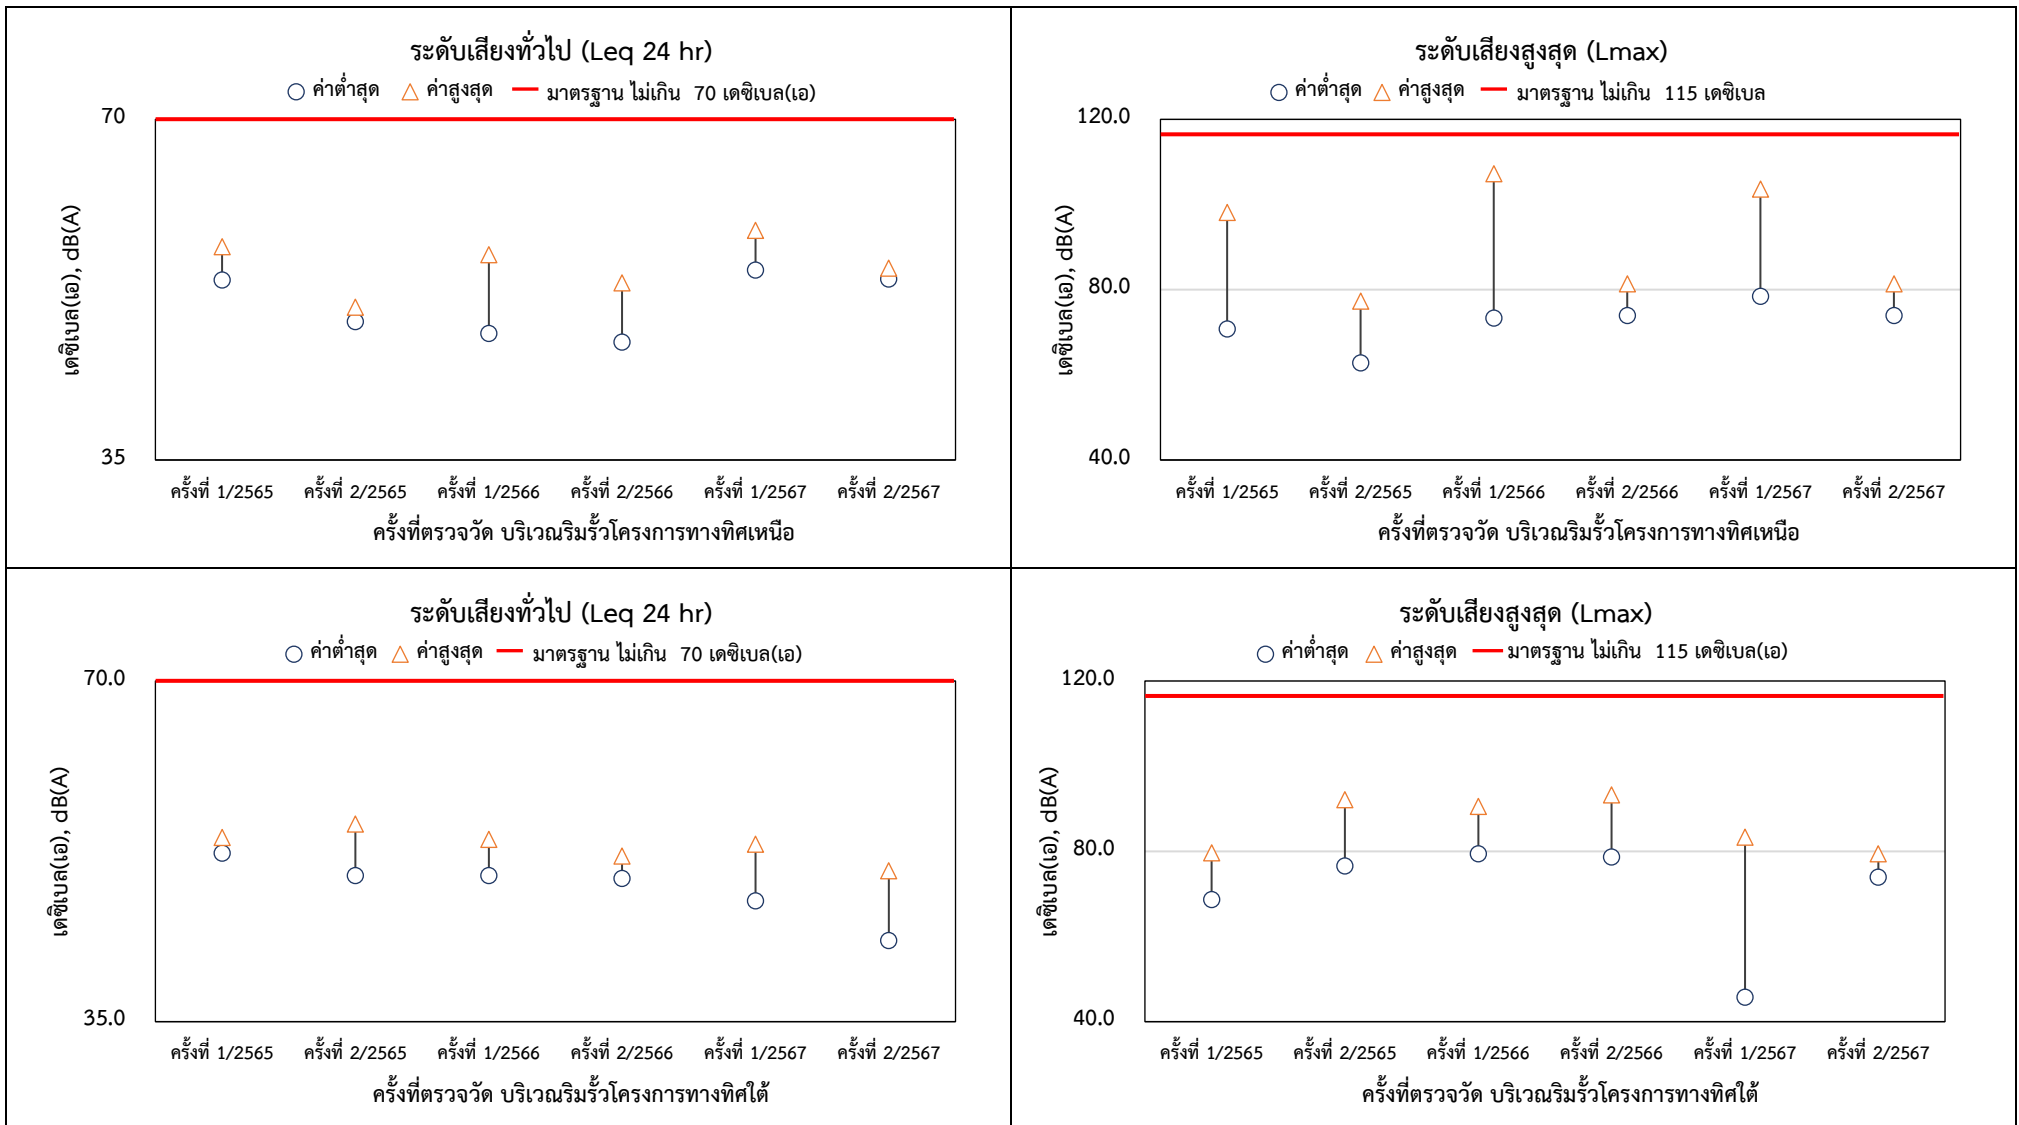 ระดับเสียงทั่วไป (Leq 24 hr)
ค่าต่ำสุด ค่าสูงสุด มาตรฐาน ไม่เกิน 70 เดซิเบล(เอ)
70
35
เดซิเบล(เอ), dB(A)
ครั้งที่ 1/2565 ครั้งที่ 2/2565 ครั้งที่ 1/2566 ครั้งที่ 2/2566 ครั้งที่ 1/2567 ครั้งที่ 2/2567
ครั้งที่ตรวจวัด บริเวณริมรั้วโครงการทางทิศเหนือ
ระดับเสียงสูงสุด (Lmax)
ค่าต่ำสุด ค่าสูงสุด มาตรฐาน ไม่เกิน 115 เดซิเบล
120.0
80.0
40.0
เดซิเบล(เอ), dB(A)
ครั้งที่ 1/2565 ครั้งที่ 2/2565 ครั้งที่ 1/2566 ครั้งที่ 2/2566 ครั้งที่ 1/2567 ครั้งที่ 2/2567
ครั้งที่ตรวจวัด บริเวณริมรั้วโครงการทางทิศเหนือ
ระดับเสียงทั่วไป (Leq 24 hr)
ค่าต่ำสุด ค่าสูงสุด มาตรฐาน ไม่เกิน 70 เดซิเบล(เอ)
70.0
35.0
เดซิเบล(เอ), dB(A)
ครั้งที่ 1/2565 ครั้งที่ 2/2565 ครั้งที่ 1/2566 ครั้งที่ 2/2566 ครั้งที่ 1/2567 ครั้งที่ 2/2567
ครั้งที่ตรวจวัด บริเวณริมรั้วโครงการทางทิศใต้
ระดับเสียงสูงสุด (Lmax)
ค่าต่ำสุด ค่าสูงสุด มาตรฐาน ไม่เกิน 115 เดซิเบล(เอ)
120.0
80.0
40.0
เดซิเบล(เอ), dB(A)
ครั้งที่ 1/2565 ครั้งที่ 2/2565 ครั้งที่ 1/2566 ครั้งที่ 2/2566 ครั้งที่ 1/2567 ครั้งที่ 2/2567
ครั้งที่ตรวจวัด บริเวณริมรั้วโครงการทางทิศใต้